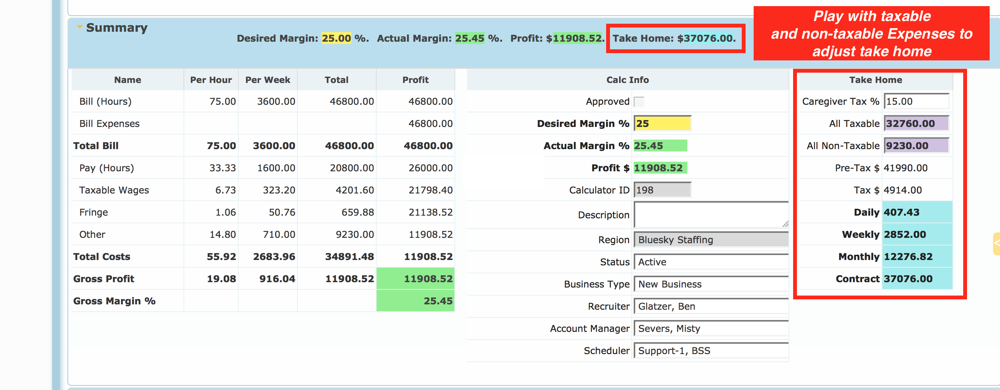 Summary
Desired Margin: 25.00 %. Actual Margin: 25.45 %. Profit: $11908.52. Take Home: $37076.00.
Play with taxable
and non-taxable Expenses to
adjust take home
Name Per Hour Per Week Total Profit
Bill (Hours) 75.00 3600.00 46800.00 46800.00
Bill Expenses 46800.00
Total Bill 75.00 3600.00 46800.00 46800.00
Pay (Hours) 33.33 1600.00 20800.00 26000.00
Taxable Wages 6.73 323.20 4201.60 21798.40
Fringe 1.06 50.76 659.88 21138.52
Other 14.80 710.00 9230.00 11908.52
Total Costs 55.92 2683.96 34891.48 11908.52
Gross Profit 19.08 916.04 11908.52 11908.52
Gross Margin % 25.45
Calc Info
Approved
Desired Margin % 25
Actual Margin % 25.45
Profit $ 11908.52
Calculator ID 198
Description
Region Bluesky Staffing
Status Active
Business Type New Business
Recruiter Glatzer, Ben
Account Manager Severs, Misty
Scheduler Support-1, BSS
Take Home
Caregiver Tax % 15.00
All Taxable 32760.00
All Non-Taxable 9230.00
Pre-Tax $ 41990.00
Tax $ 4914.00
Daily 407.43
Weekly 2852.00
Monthly 12276.82
Contract 37076.00
<